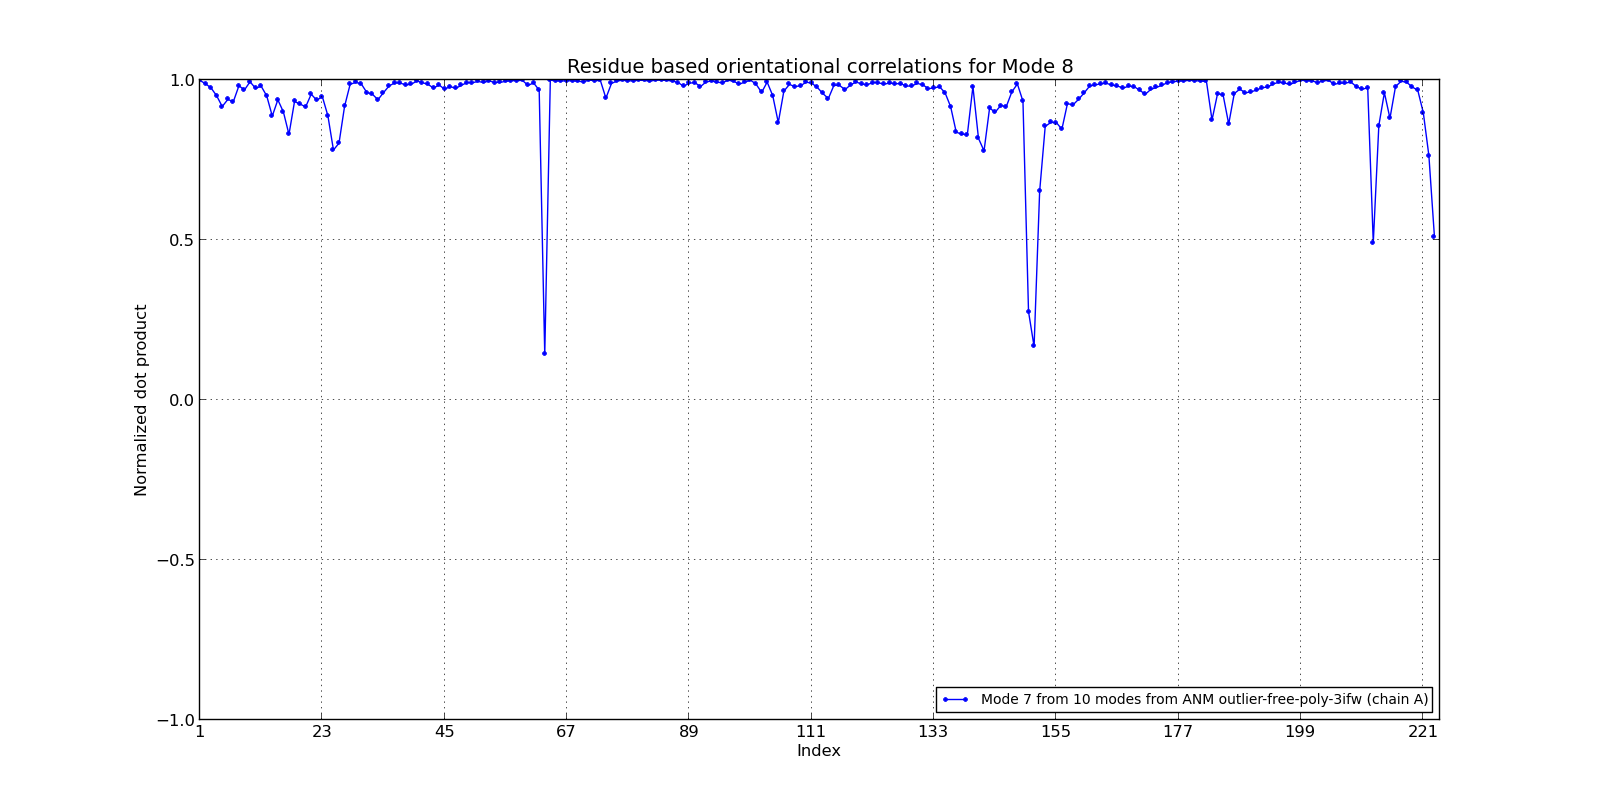 Residue based orientational correlations for Mode 8
Normalized dot product
1.0
0.5
0.0
−0.5
−1.0
1 23 45 67 89 111 133 155 177 199 221
Index
Mode 7 from 10 modes from ANM outlier-free-poly-3ifw (chain A)